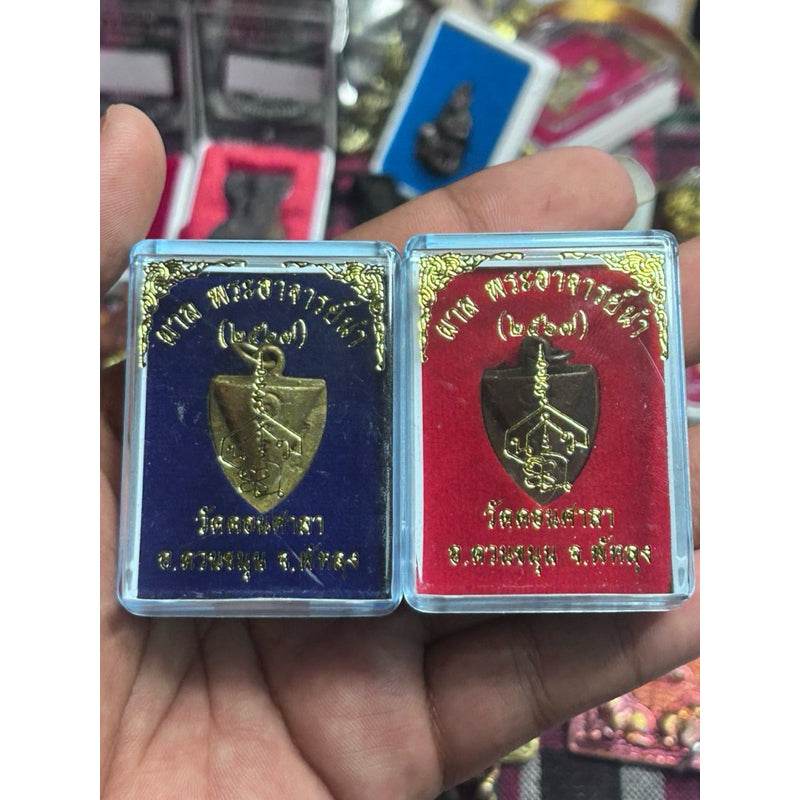 ผาล พระอาจารย์นำ
(๒๕๒๗)
วัดดอนศาลา
อ.ควนขนุน จ.พัทลุง
ผาล พระอาจารย์นำ
(๒๕๒๗)
วัดดอนศาลา
อ.ควนขนุน จ.พัทลุง